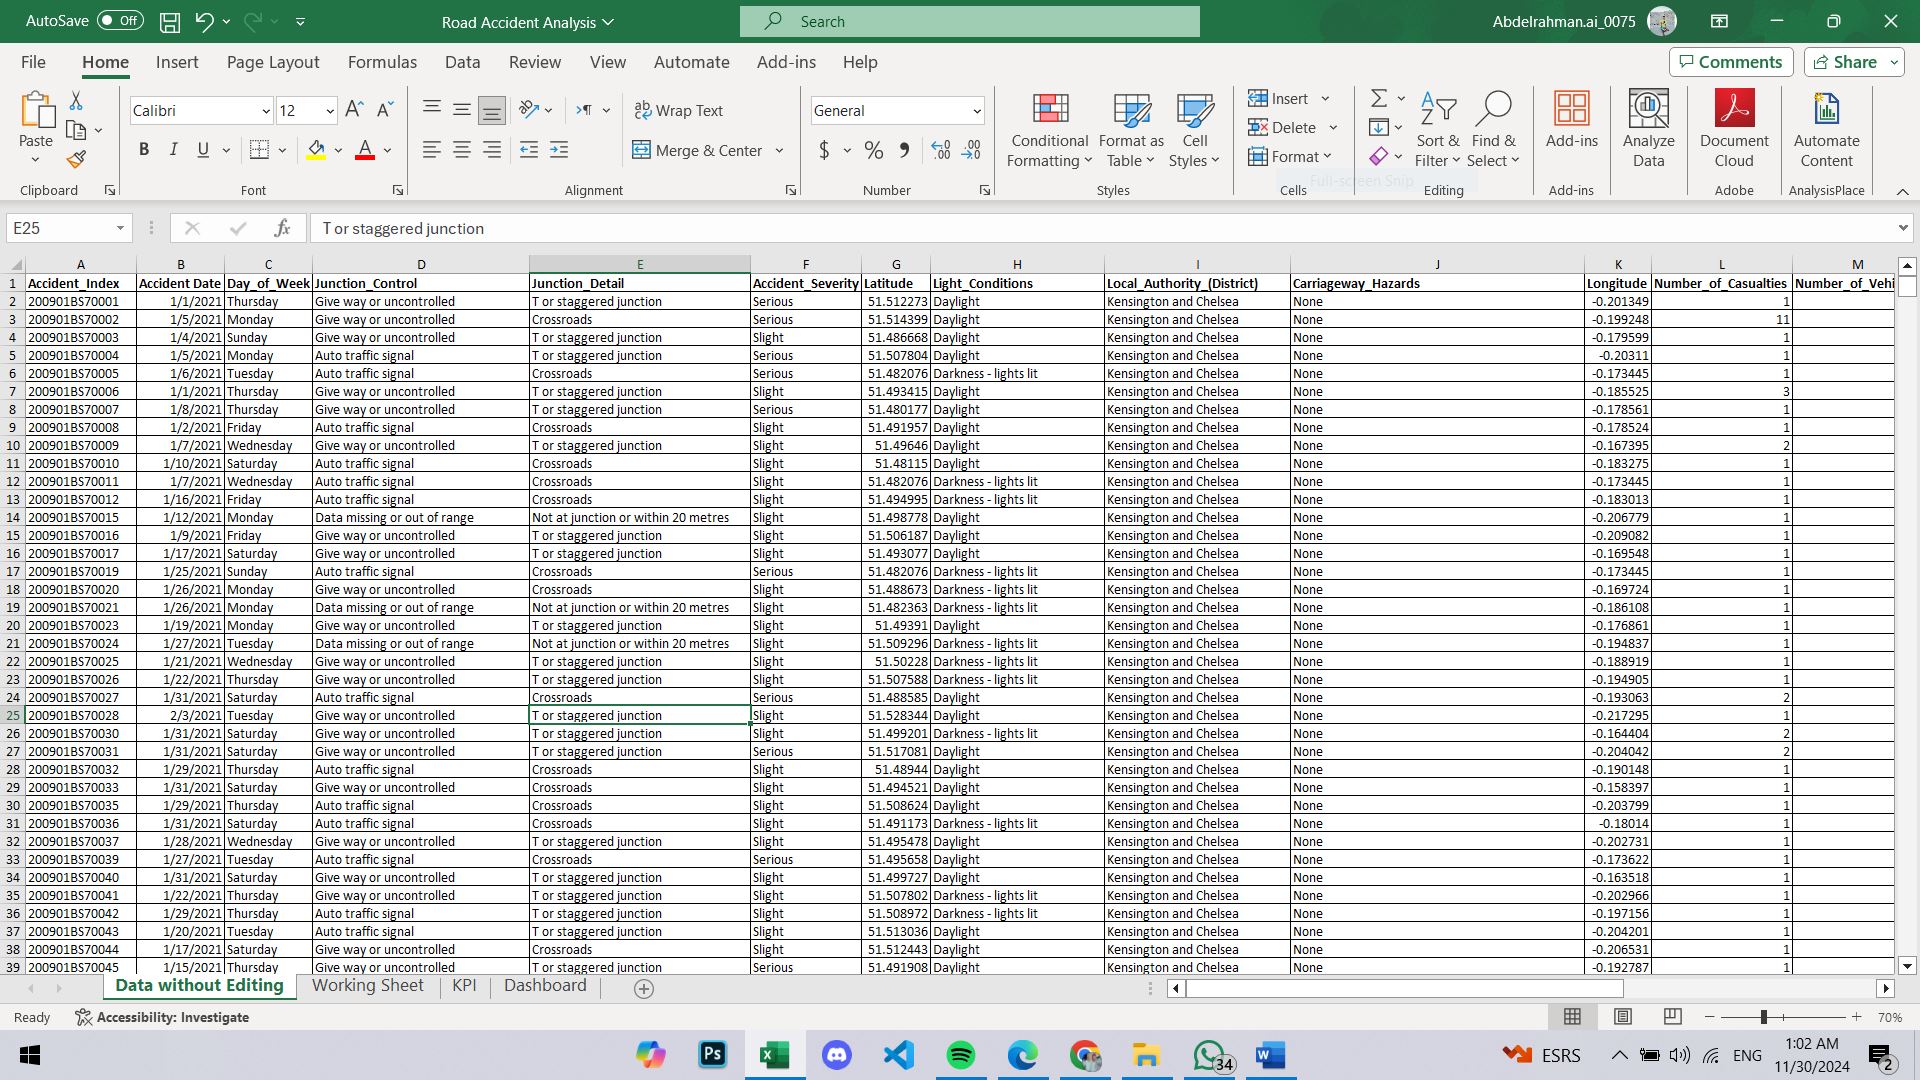 AutoSave Off Road Accident Analysis Search Abdelrahman.ai_0075
File Home Insert Page Layout Formulas Data Review View Automate Add-ins Help Comments Share
Calibri 12 Wrap Text General Insert
Delete
Paste B I U Merge & Center $ % Conditional Formatting Format as Table Cell Styles Format Sort & Filter Find & Select Add-ins Analyze Data Document Cloud Automate Content
Full-screen Snip
Clipboard Font Alignment Number Styles Cells Editing Add-ins Adobe AnalysisPlace
E25 fx T or staggered junction
A B C D E F G H I J K L M
1 Accident_Index Accident Date Day_of_Week Junction_Control Junction_Detail Accident_Severity Latitude Light_Conditions Local_Authority_(District) Carriageway_Hazards Longitude Number_of_Casualties Number_of_Vehi
2 200901BS70001 1/1/2021 Thursday Give way or uncontrolled T or staggered junction Serious 51.512273 Daylight Kensington and Chelsea None -0.201349 1
3 200901BS70002 1/5/2021 Monday Give way or uncontrolled Crossroads Serious 51.514399 Daylight Kensington and Chelsea None -0.199248 11
4 200901BS70003 1/4/2021 Sunday Give way or uncontrolled T or staggered junction Slight 51.486668 Daylight Kensington and Chelsea None -0.179599 1
5 200901BS70004 1/5/2021 Monday Auto traffic signal T or staggered junction Serious 51.507804 Daylight Kensington and Chelsea None -0.20311 1
6 200901BS70005 1/6/2021 Tuesday Auto traffic signal Crossroads Serious 51.482076 Darkness - lights lit Kensington and Chelsea None -0.173445 1
7 200901BS70006 1/1/2021 Thursday Give way or uncontrolled T or staggered junction Slight 51.493415 Daylight Kensington and Chelsea None -0.185525 3
8 200901BS70007 1/8/2021 Thursday Give way or uncontrolled T or staggered junction Serious 51.480177 Daylight Kensington and Chelsea None -0.178561 1
9 200901BS70008 1/2/2021 Friday Auto traffic signal Crossroads Slight 51.491957 Daylight Kensington and Chelsea None -0.178524 1
10 200901BS70009 1/7/2021 Wednesday Give way or uncontrolled T or staggered junction Slight 51.49646 Daylight Kensington and Chelsea None -0.167395 2
11 200901BS70010 1/10/2021 Saturday Auto traffic signal Crossroads Slight 51.48115 Daylight Kensington and Chelsea None -0.183275 1
12 200901BS70011 1/7/2021 Wednesday Auto traffic signal Crossroads Slight 51.482076 Darkness - lights lit Kensington and Chelsea None -0.173445 1
13 200901BS70012 1/16/2021 Friday Auto traffic signal Crossroads Slight 51.494995 Darkness - lights lit Kensington and Chelsea None -0.183013 1
14 200901BS70015 1/12/2021 Monday Data missing or out of range Not at junction or within 20 metres Slight 51.498778 Daylight Kensington and Chelsea None -0.206779 1
15 200901BS70016 1/9/2021 Friday Give way or uncontrolled T or staggered junction Slight 51.506187 Daylight Kensington and Chelsea None -0.209082 1
16 200901BS70017 1/17/2021 Saturday Give way or uncontrolled T or staggered junction Slight 51.493077 Daylight Kensington and Chelsea None -0.169548 1
17 200901BS70019 1/25/2021 Sunday Auto traffic signal Crossroads Serious 51.482076 Darkness - lights lit Kensington and Chelsea None -0.173445 1
18 200901BS70020 1/26/2021 Monday Give way or uncontrolled Crossroads Slight 51.488673 Darkness - lights lit Kensington and Chelsea None -0.169724 1
19 200901BS70021 1/26/2021 Monday Data missing or out of range Not at junction or within 20 metres Slight 51.482363 Darkness - lights lit Kensington and Chelsea None -0.186108 1
20 200901BS70023 1/19/2021 Monday Give way or uncontrolled T or staggered junction Slight 51.49391 Daylight Kensington and Chelsea None -0.176861 1
21 200901BS70024 1/27/2021 Tuesday Data missing or out of range Not at junction or within 20 metres Slight 51.509296 Darkness - lights lit Kensington and Chelsea None -0.194837 1
22 200901BS70025 1/21/2021 Wednesday Give way or uncontrolled T or staggered junction Slight 51.50228 Darkness - lights lit Kensington and Chelsea None -0.188919 1
23 200901BS70026 1/22/2021 Thursday Give way or uncontrolled T or staggered junction Slight 51.507588 Darkness - lights lit Kensington and Chelsea None -0.194905 1
24 200901BS70027 1/31/2021 Saturday Auto traffic signal Crossroads Serious 51.488585 Daylight Kensington and Chelsea None -0.193063 2
25 200901BS70028 2/3/2021 Tuesday Give way or uncontrolled T or staggered junction Slight 51.528344 Daylight Kensington and Chelsea None -0.217295 1
26 200901BS70030 1/31/2021 Saturday Give way or uncontrolled T or staggered junction Slight 51.499201 Darkness - lights lit Kensington and Chelsea None -0.164404 2
27 200901BS70031 1/31/2021 Saturday Give way or uncontrolled T or staggered junction Serious 51.517081 Daylight Kensington and Chelsea None -0.204042 2
28 200901BS70032 1/29/2021 Thursday Auto traffic signal Crossroads Slight 51.48944 Daylight Kensington and Chelsea None -0.190148 1
29 200901BS70033 1/31/2021 Saturday Give way or uncontrolled Crossroads Slight 51.494521 Daylight Kensington and Chelsea None -0.158397 1
30 200901BS70035 1/29/2021 Thursday Auto traffic signal Crossroads Slight 51.508624 Daylight Kensington and Chelsea None -0.203799 1
31 200901BS70036 1/31/2021 Saturday Auto traffic signal Crossroads Slight 51.491173 Darkness - lights lit Kensington and Chelsea None -0.18014 1
32 200901BS70037 1/28/2021 Wednesday Give way or uncontrolled T or staggered junction Slight 51.495478 Daylight Kensington and Chelsea None -0.202731 1
33 200901BS70039 1/27/2021 Tuesday Auto traffic signal Crossroads Serious 51.495658 Daylight Kensington and Chelsea None -0.173622 1
34 200901BS70040 1/31/2021 Saturday Give way or uncontrolled T or staggered junction Slight 51.499727 Daylight Kensington and Chelsea None -0.163518 1
35 200901BS70041 1/22/2021 Thursday Give way or uncontrolled T or staggered junction Slight 51.507802 Darkness - lights lit Kensington and Chelsea None -0.202966 1
36 200901BS70042 1/29/2021 Thursday Auto traffic signal T or staggered junction Slight 51.508972 Darkness - lights lit Kensington and Chelsea None -0.197156 1
37 200901BS70043 1/20/2021 Tuesday Auto traffic signal T or staggered junction Slight 51.513036 Daylight Kensington and Chelsea None -0.204201 1
38 200901BS70044 1/17/2021 Saturday Give way or uncontrolled Crossroads Slight 51.512443 Daylight Kensington and Chelsea None -0.206531 1
39 200901BS70045 1/15/2021 Thursday Give way or uncontrolled T or staggered junction Serious 51.491908 Daylight Kensington and Chelsea None -0.192787 1
Data without Editing Working Sheet KPI Dashboard
Ready Accessibility: Investigate 70%
Ps 34 ESRS ENG 1:02 AM
11/30/2024 2